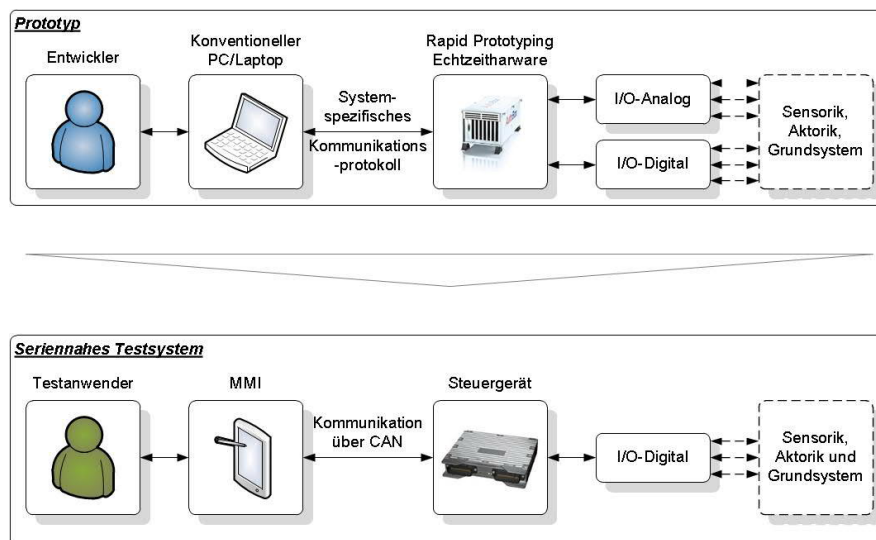 Prototyp
Entwickler
Konventioneller
PC/Laptop
System-
spezifisches
Kommunikations
-protokoll
Rapid Prototyping
Echtzeitharware
I/O-Analog
I/O-Digital
Sensorik,
Aktorik,
Grundsystem
Seriennahes Testsystem
Testanwender
MMI
Kommunikation
über CAN
Steuergerät
I/O-Digital
Sensorik,
Aktorik und
Grundsystem